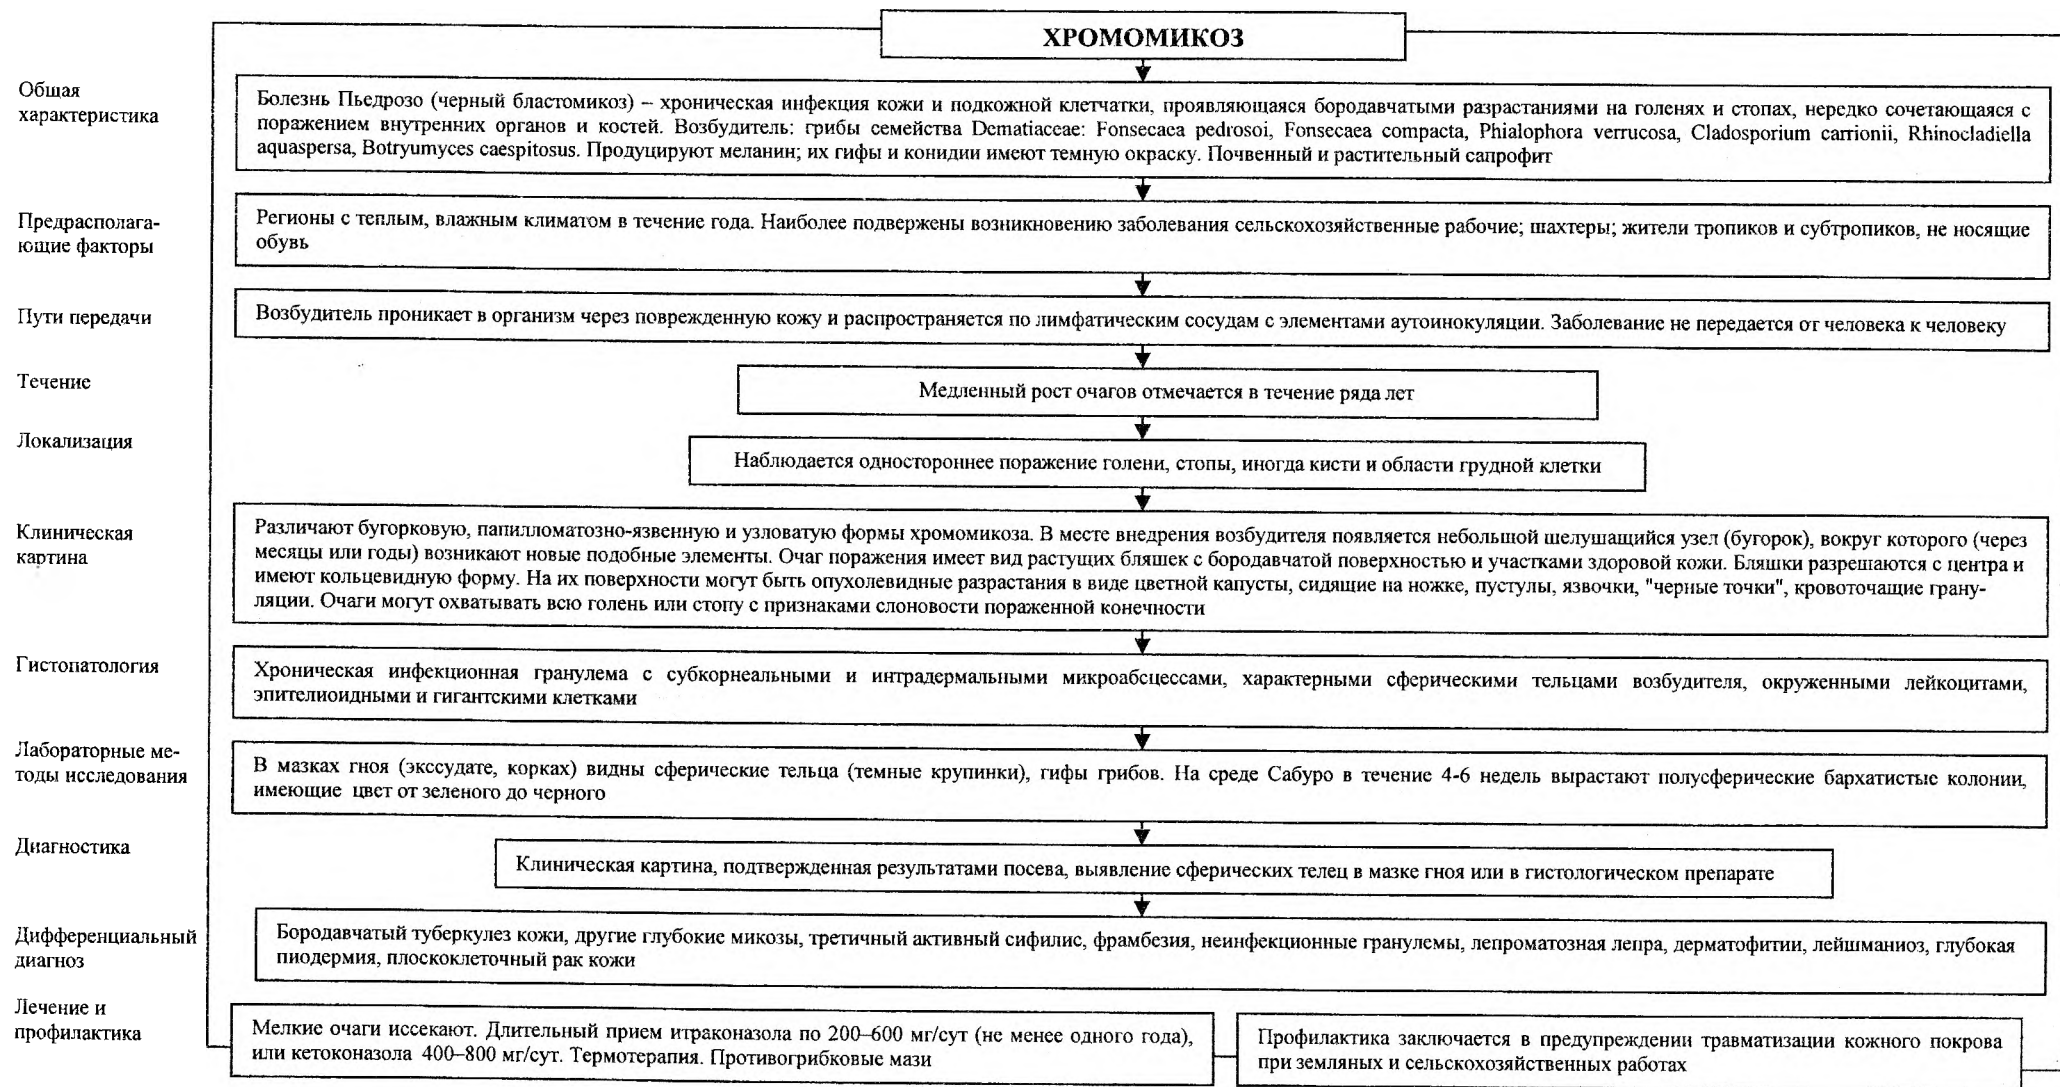 ХРОМОМИКОЗ
Общая
характеристика
Болезнь Пьедрозо (черный бластомикоз) – хроническая инфекция кожи и подкожной клетчатки, проявляющаяся бородавчатыми разрастаниями на голенях и стопах, нередко сочетающаяся с
поражением внутренних органов и костей. Возбудитель: грибы семейства Dematiaceae: Fonsecaea pedrosoi, Fonsecaea compacta, Phialophora verrucosa, Cladosporium carrionii, Rhinocladiella
aquaspersa, Botryumyces caespitosus. Продуцируют меланин; их гифы и конидии имеют темную окраску. Почвенный и растительный сапрофит
Предрасполага-
ющие факторы
Регионы с теплым, влажным климатом в течение года. Наиболее подвержены возникновению заболевания сельскохозяйственные рабочие; шахтеры; жители тропиков и субтропиков, не носящие
обувь
Пути передачи
Возбудитель проникает в организм через поврежденную кожу и распространяется по лимфатическим сосудам с элементами аутоинокуляции. Заболевание не передается от человека к человеку
Течение
Медленный рост очагов отмечается в течение ряда лет
Локализация
Наблюдается одностороннее поражение голени, стопы, иногда кисти и области грудной клетки
Клиническая
картина
Различают бугорковую, папилломатозно-язвенную и узловатую формы хромомикоза. В месте внедрения возбудителя появляется небольшой шелушащийся узел (бугорок), вокруг которого (через
месяцы или годы) возникают новые подобные элементы. Очаг поражения имеет вид растущих бляшек с бородавчатой поверхностью и участками здоровой кожи. Бляшки разрешаются с центра и
имеют кольцевидную форму. На их поверхности могут быть опухолевидные разрастания в виде цветной капусты, сидящие на ножке, пустулы, язвочки, "черные точки", кровоточащие грану-
ляции. Очаги могут охватывать всю голень или стопу с признаками слоновости пораженной конечности
Гистопатология
Хроническая инфекционная гранулема с субкорнеальными и интрадермальными микроабсцессами, характерными сферическими тельцами возбудителя, окруженными лейкоцитами,
эпителиоидными и гигантскими клетками
Лабораторные ме-
тоды исследования
В мазках гноя (экссудате, корках) видны сферические тельца (темные крупинки), гифы грибов. На среде Сабуро в течение 4-6 недель вырастают полусферические бархатистые колонии,
имеющие цвет от зеленого до черного
Диагностика
Клиническая картина, подтвержденная результатами посева, выявление сферических телец в мазке гноя или в гистологическом препарате
Дифференциальный
диагноз
Бородавчатый туберкулез кожи, другие глубокие микозы, третичный активный сифилис, фрамбезия, неинфекционные гранулемы, лепроматозная лепра, дерматофитии, лейшманиоз, глубокая
пиодермия, плоскоклеточный рак кожи
Лечение и
профилактика
Мелкие очаги иссекают. Длительный прием итраконазола по 200–600 мг/сут (не менее одного года),
или кетоконазола 400–800 мг/сут. Термотерапия. Противогрибковые мази
Профилактика заключается в предупреждении травматизации кожного покрова
при земляных и сельскохозяйственных работах